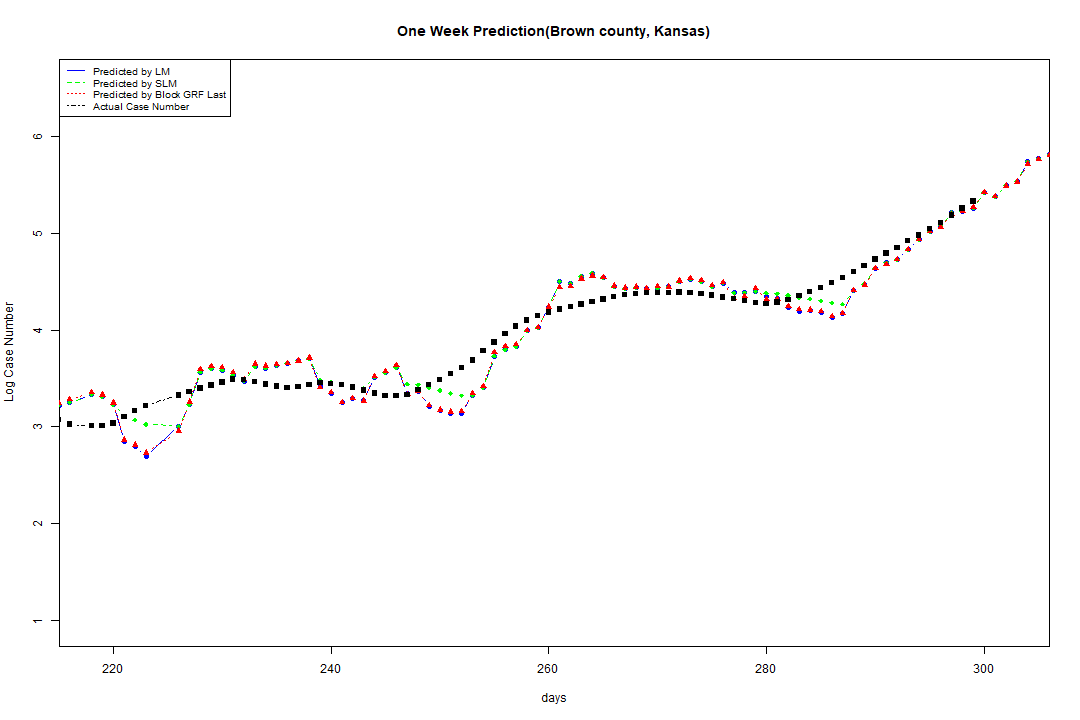 One Week Prediction(Brown county, Kansas)
Predicted by LM
Predicted by SLM
Predicted by Block GRF Last
Actual Case Number
Log Case Number
6
5
4
3
2
1
220 240 260 280 300
days